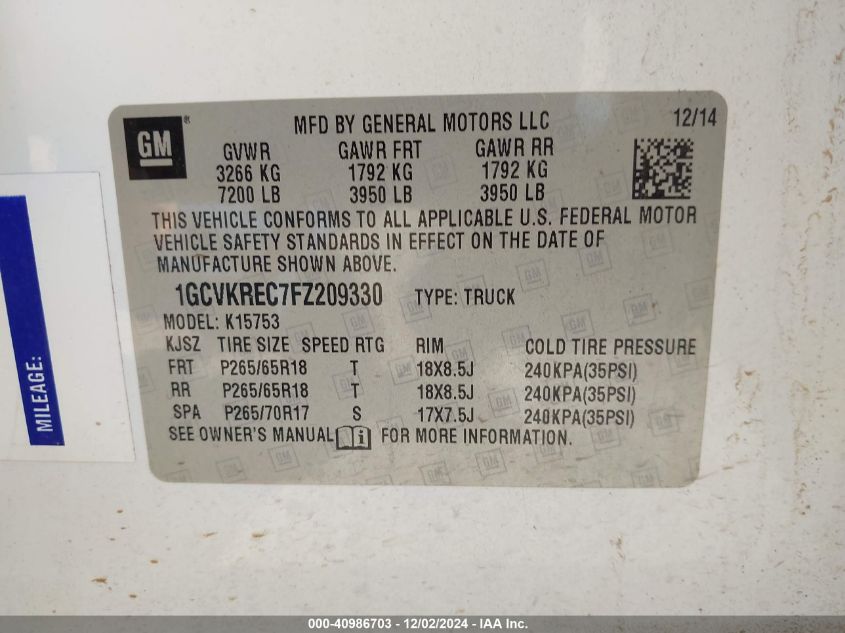 GM ® MFD BY GENERAL MOTORS LLC 12/14
GVWR GAWR FRT GAWR RR
3266 KG 1792 KG 1792 KG
7200 LB 3950 LB 3950 LB
THIS VEHICLE CONFORMS TO ALL APPLICABLE U.S. FEDERAL MOTOR
VEHICLE SAFETY STANDARDS IN EFFECT ON THE DATE OF
MANUFACTURE SHOWN ABOVE.
1GCVKREC7FZ209330 TYPE: TRUCK
MODEL: K15753
KJSZ TIRE SIZE SPEED RTG RIM COLD TIRE PRESSURE
FRT P265/65R18 T 18X8.5J 240KPA(35PSI)
RR P265/65R18 T 18X8.5J 240KPA(35PSI)
SPA P265/70R17 S 17X7.5J 240KPA(35PSI)
SEE OWNER'S MANUAL FOR MORE INFORMATION.
MILEAGE:
000-40986703 - 12/02/2024 - IAA Inc.